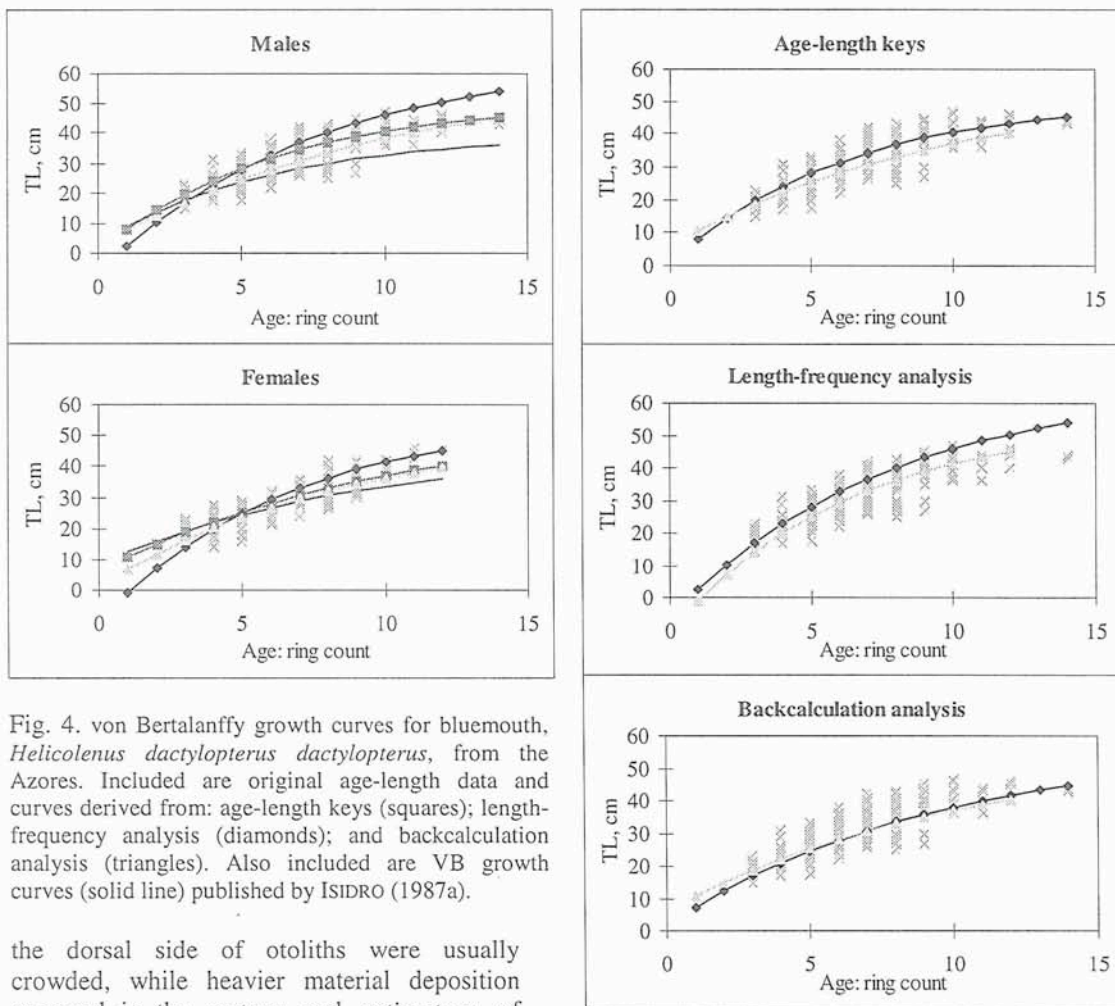 Males
60
50
40
30
20
10
0
TL, cm
0 5 10 15
Age: ring count
Females
60
50
40
30
20
10
0
TL, cm
0 5 10 15
Age: ring count
Fig. 4. von Bertalanffy growth curves for bluemouth,
Helicolenus dactylopterus dactylopterus, from the
Azores. Included are original age-length data and
curves derived from: age-length keys (squares); length-
frequency analysis (diamonds); and backcalculation
analysis (triangles). Also included are VB growth
curves (solid line) published by ISIDRO (1987a).
the dorsal side of otoliths were usually
crowded, while heavier material deposition
Age-length keys
60
50
40
30
20
10
0
TL, cm
0 5 10 15
Age: ring count
Length-frequency analysis
60
50
40
30
20
10
0
TL, cm
0 5 10 15
Age: ring count
Backcalculation analysis
60
50
40
30
20
10
0
TL, cm
0 5 10 15
Age: ring count